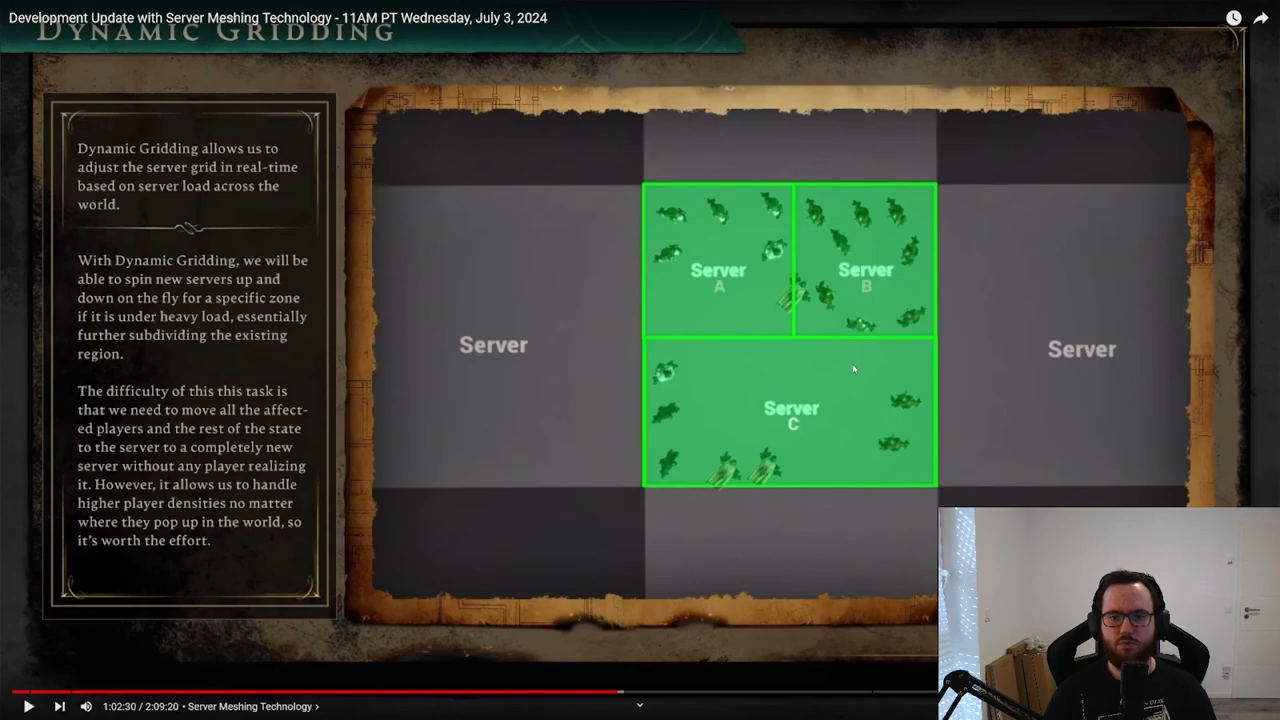 Development Update with Server Meshing Technology - 11AM PT Wednesday, July 3, 2024
DYNAMIC GRIDDING
Dynamic Gridding allows us to
adjust the server grid in real-time
based on server load across the
world.
With Dynamic Gridding, we will be
able to spin new servers up and
down on the fly for a specific zone
if it is under heavy load, essentially
further subdividing the existing
region.
The difficulty of this this task is
that we need to move all the affect-
ed players and the rest of the state
to the server to a completely new
server without any player realizing
it. However, it allows us to handle
higher player densities no matter
where they pop up in the world, so
it's worth the effort.
Server
A
Server
B
Server
Server
Server
C
1:02:30 / 2:09:20 • Server Meshing Technology ›